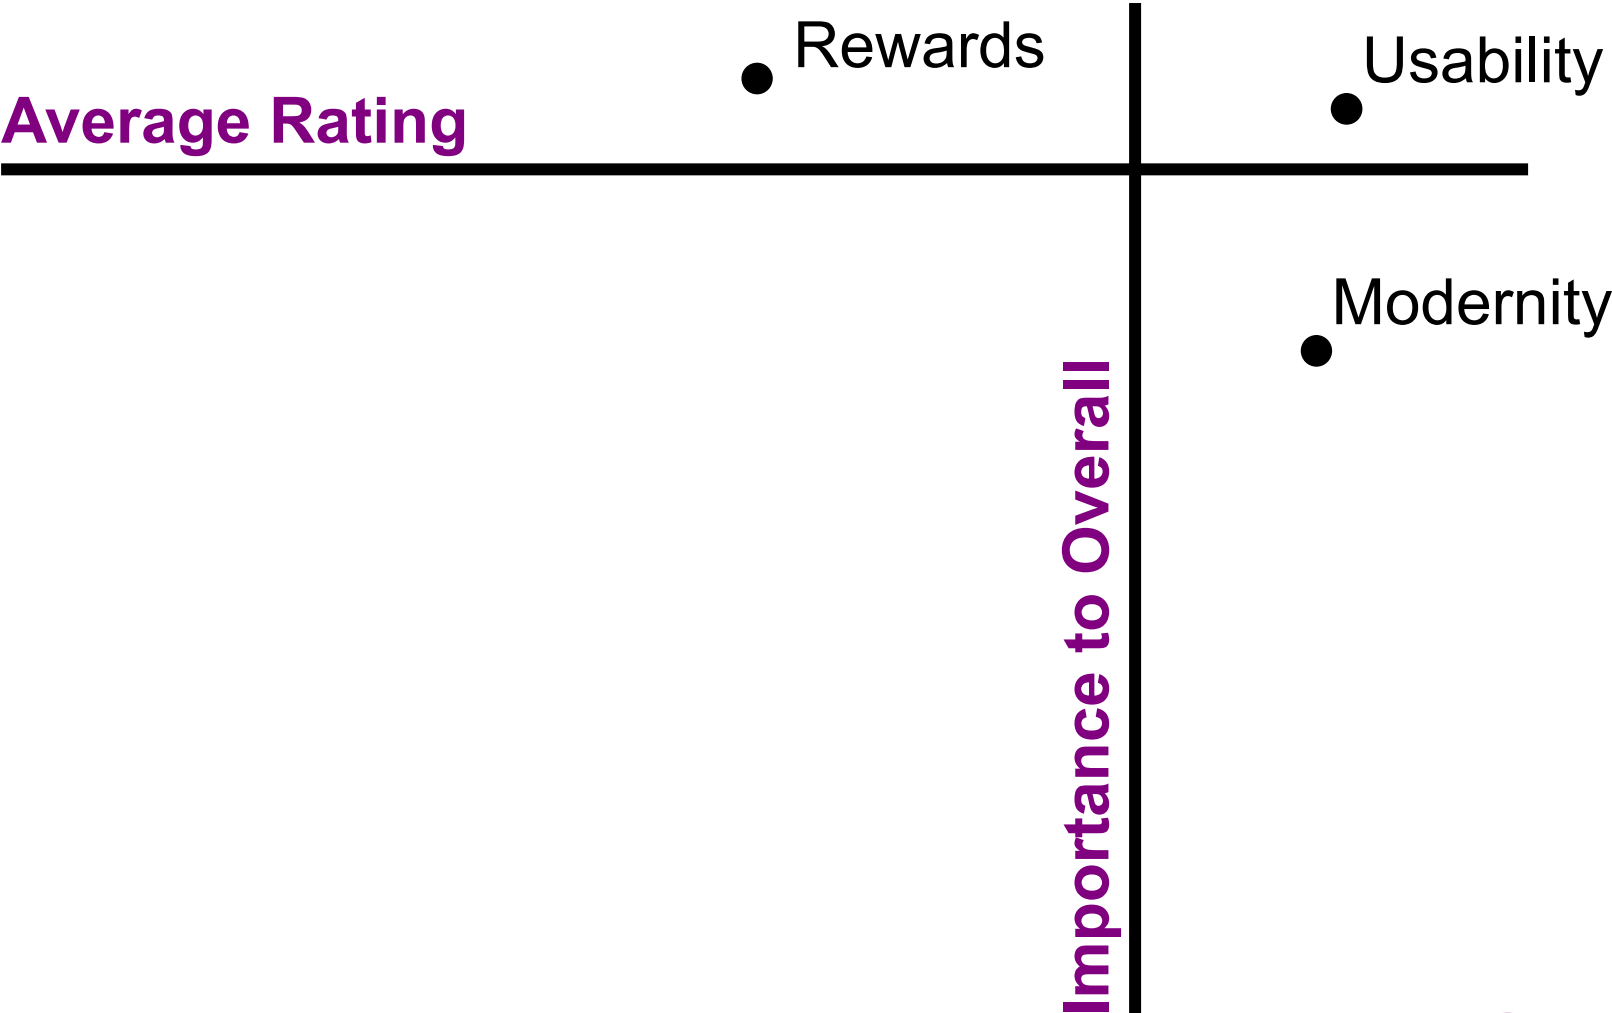 Rewards
Usability
Average Rating
Modernity
Importance to Overall